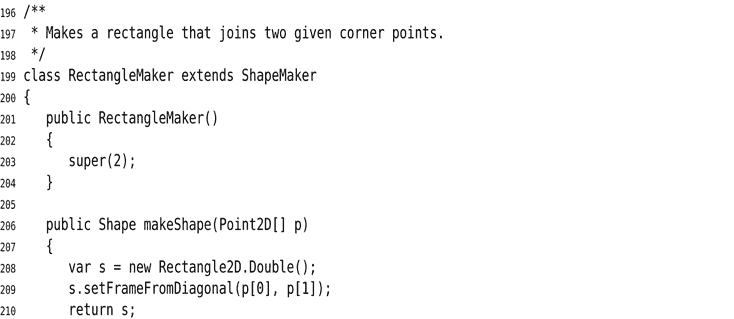 196 /**
197  * Makes a rectangle that joins two given corner points.
198  */
199 class RectangleMaker extends ShapeMaker
200 {
201    public RectangleMaker()
202    {
203       super(2);
204    }
205
206    public Shape makeShape(Point2D[] p)
207    {
208       var s = new Rectangle2D.Double();
209       s.setFrameFromDiagonal(p[0], p[1]);
210       return s;